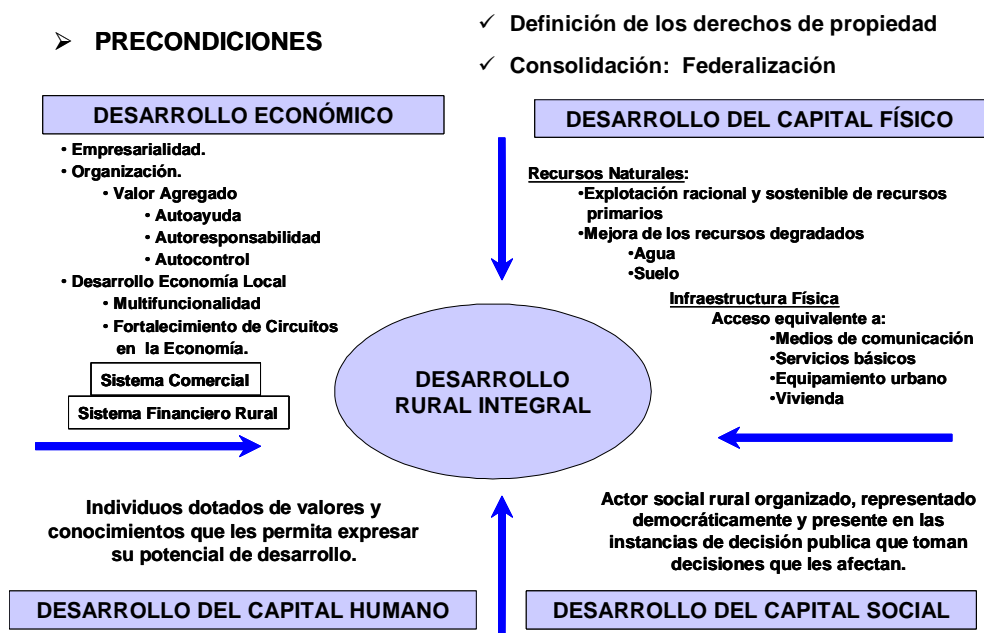 ➢ PRECONDICIONES
✓ Definición de los derechos de propiedad
✓ Consolidación: Federalización
DESARROLLO ECONÓMICO
• Empresarialidad.
• Organización.
• Valor Agregado
• Autoayuda
• Autoresponsabilidad
• Autocontrol
• Desarrollo Economía Local
• Multifuncionalidad
• Fortalecimiento de Circuitos
en la Economía.
Sistema Comercial
Sistema Financiero Rural
DESARROLLO DEL CAPITAL FÍSICO
Recursos Naturales:
•Explotación racional y sostenible de recursos
primarios
•Mejora de los recursos degradados
•Agua
•Suelo
Infraestructura Física
Acceso equivalente a:
•Medios de comunicación
•Servicios básicos
•Equipamiento urbano
•Vivienda
DESARROLLO
RURAL INTEGRAL
Individuos dotados de valores y
conocimientos que les permita expresar
su potencial de desarrollo.
DESARROLLO DEL CAPITAL HUMANO
Actor social rural organizado, representado
democráticamente y presente en las
instancias de decisión publica que toman
decisiones que les afectan.
DESARROLLO DEL CAPITAL SOCIAL